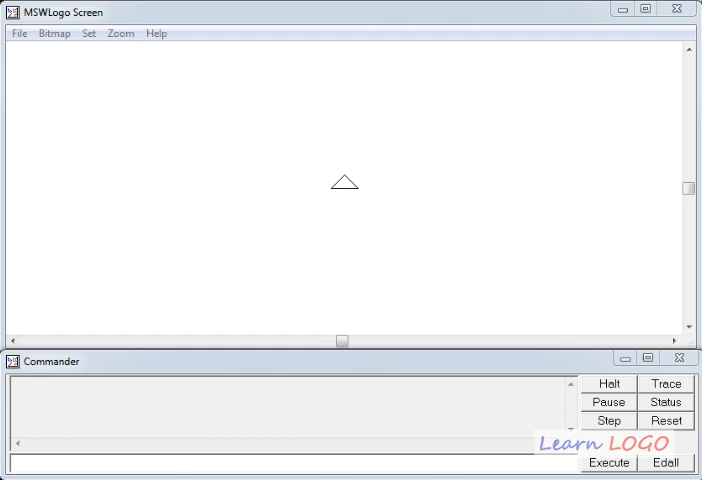 MSWLogo Screen
File Bitmap Set Zoom Help
Commander
Halt Trace
Pause Status
Step Reset
Learn LOGO
Execute Edall